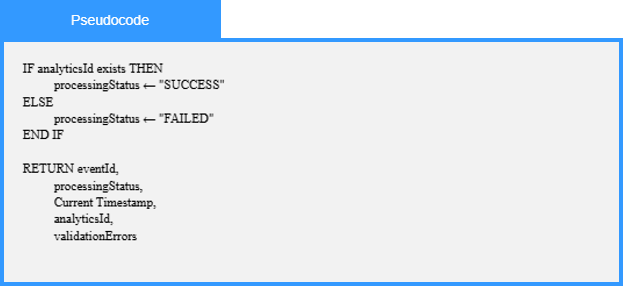 Pseudocode
IF analyticsId exists THEN
processingStatus ← "SUCCESS"
ELSE
processingStatus ← "FAILED"
END IF
RETURN eventId,
processingStatus,
Current Timestamp,
analyticsId,
validationErrors